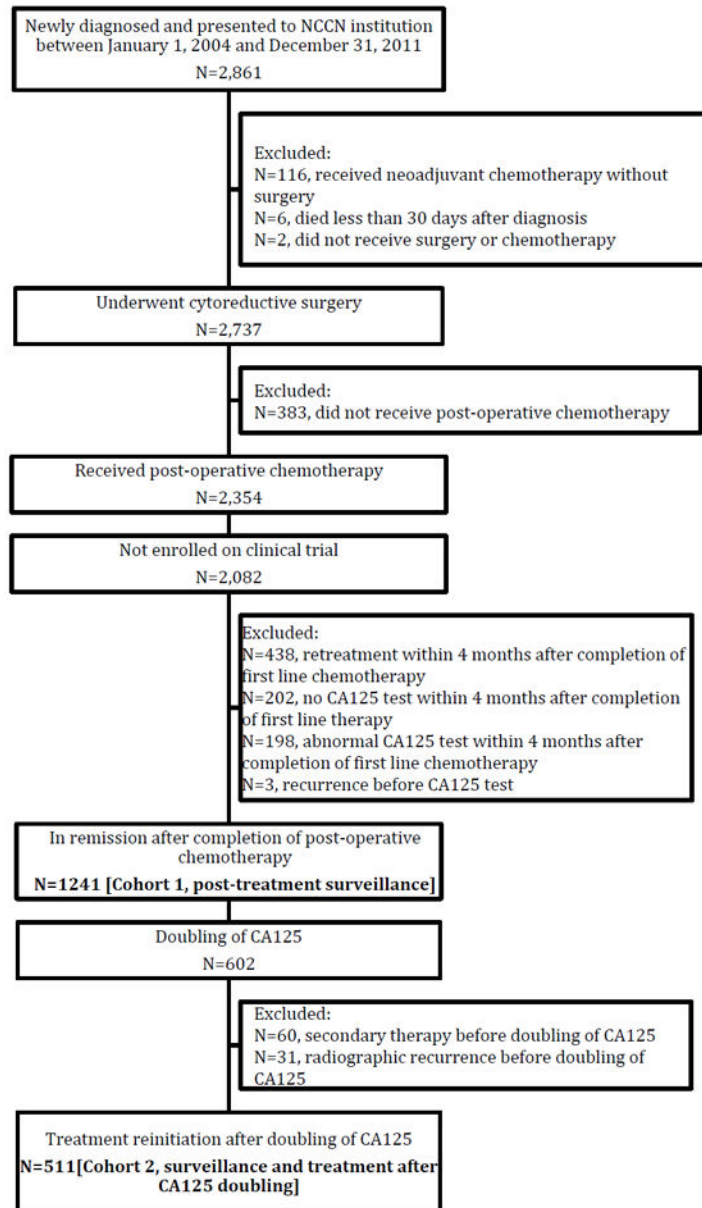 Newly diagnosed and presented to NCCN institution
between January 1, 2004 and December 31, 2011
N=2,861
Excluded:
N=116, received neoadjuvant chemotherapy without
surgery
N=6, died less than 30 days after diagnosis
N=2, did not receive surgery or chemotherapy
Underwent cytoreductive surgery
N=2,737
Excluded:
N=383, did not receive post-operative chemotherapy
Received post-operative chemotherapy
N=2,354
Not enrolled on clinical trial
N=2,082
Excluded:
N=438, retreatment within 4 months after completion of
first line chemotherapy
N=202, no CA125 test within 4 months after completion
of first line therapy
N=198, abnormal CA125 test within 4 months after
completion of first line chemotherapy
N=3, recurrence before CA125 test
In remission after completion of post-operative
chemotherapy
N=1241 [Cohort 1, post-treatment surveillance]
Doubling of CA125
N=602
Excluded:
N=60, secondary therapy before doubling of CA125
N=31, radiographic recurrence before doubling of
CA125
Treatment reinitiation after doubling of CA125
N=511[Cohort 2, surveillance and treatment after
CA125 doubling]